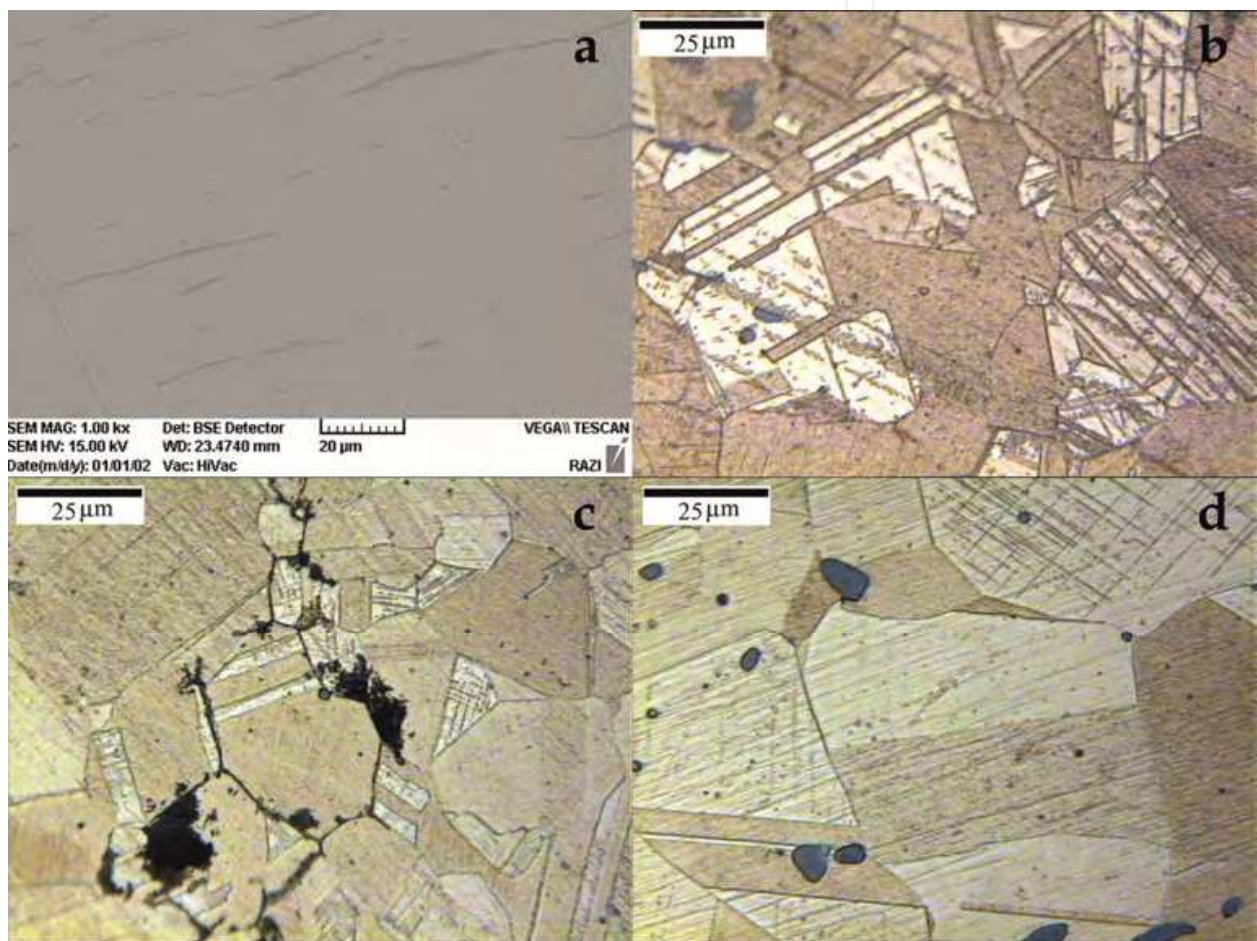 a
25 µm
b
SEM MAG: 1.00 kx Det: BSE Detector
SEM HV: 15.00 kV WD: 23.4740 mm 20 µm VEGA\\ TESCAN
Date(m/d/y): 01/01/02 Vac: HiVac RAZI
25 µm
c
25 µm
d